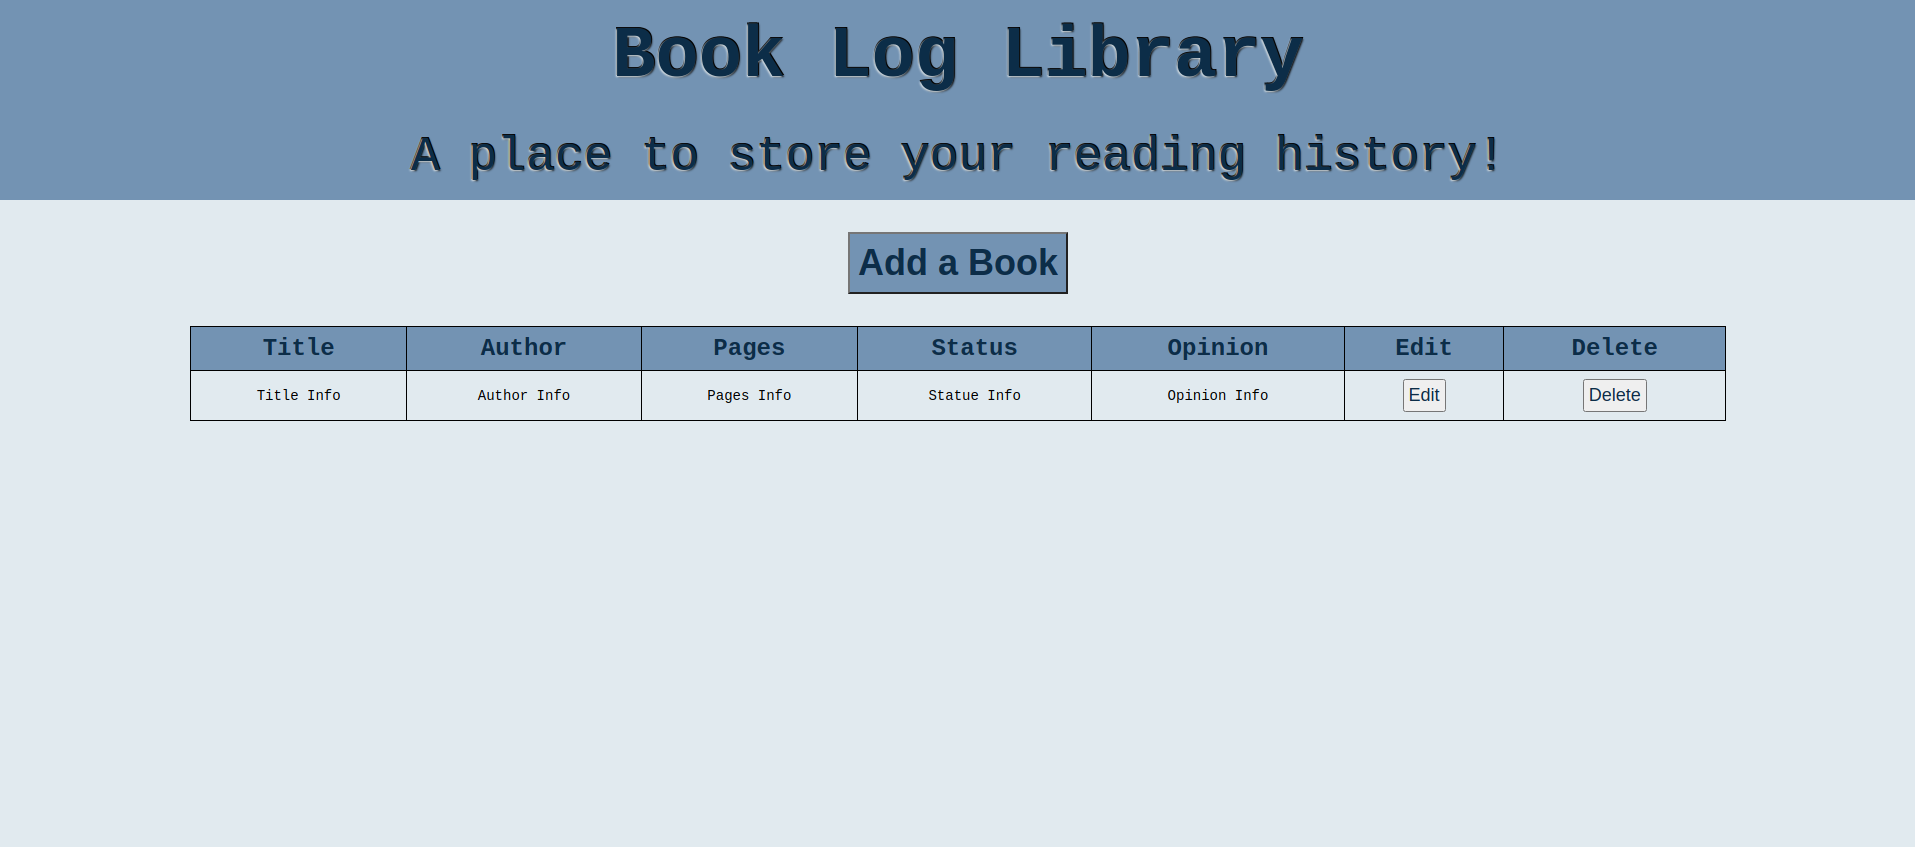 Book Log Library
A place to store your reading history!
Add a Book
Title Author Pages Status Opinion Edit Delete
Title Info Author Info Pages Info Statue Info Opinion Info Edit Delete